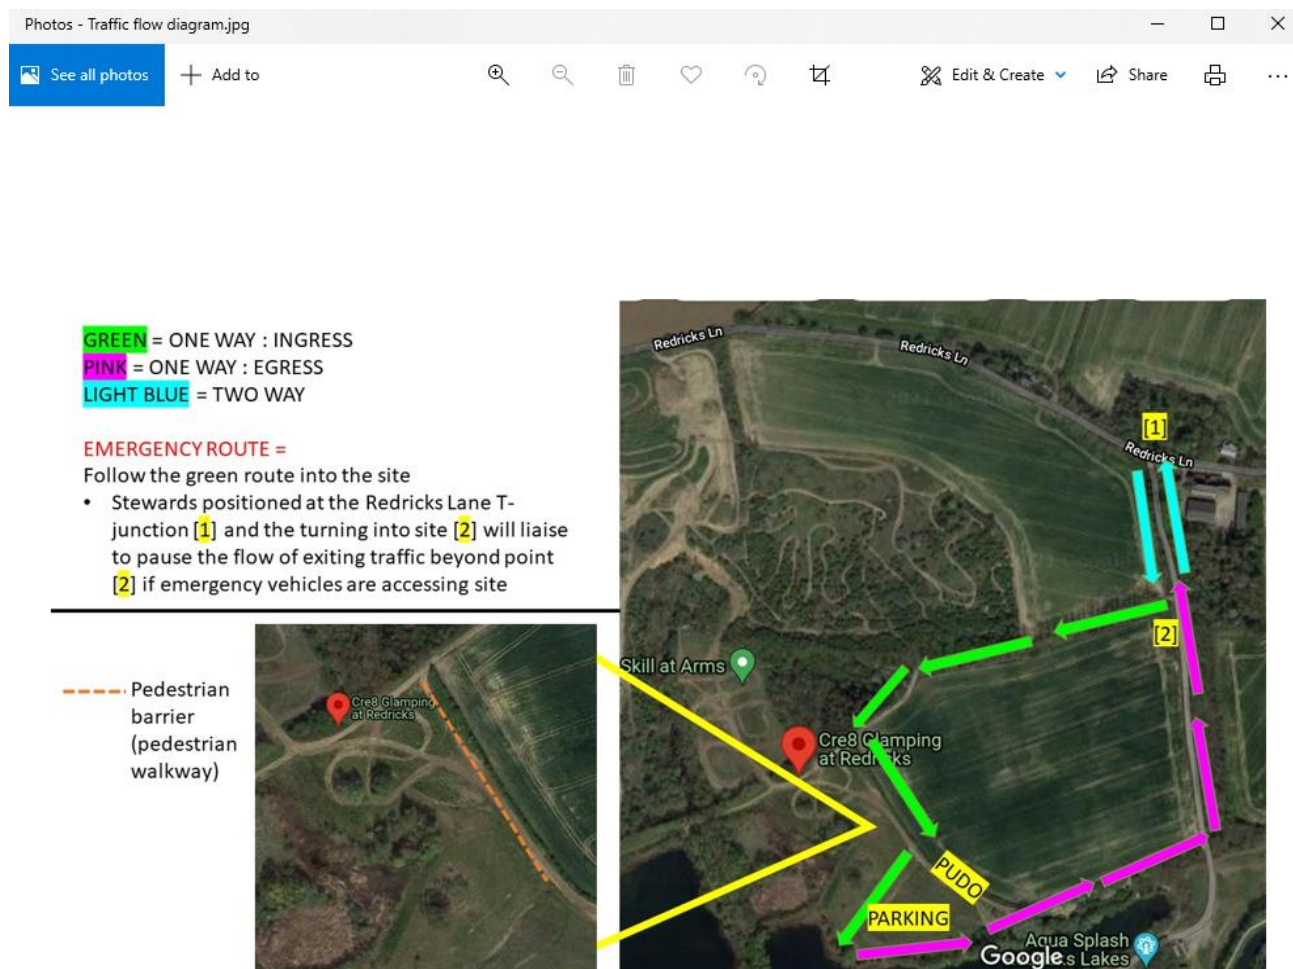 Photos - Traffic flow diagram.jpg
See all photos
Add to
Edit & Create
Share
GREEN = ONE WAY : INGRESS
PINK = ONE WAY : EGRESS
LIGHT BLUE = TWO WAY
EMERGENCY ROUTE =
Follow the green route into the site
• Stewards positioned at the Redricks Lane T-
junction [1] and the turning into site [2] will liaise
to pause the flow of exiting traffic beyond point
[2] if emergency vehicles are accessing site
Pedestrian
barrier
(pedestrian
walkway)
Cre8 Glamping
at Redricks
Redricks Ln
Redricks Ln
[1]
Redricks Ln
[2]
Skill at Arms
Cre8 Glamping
at Redricks
PUDO
PARKING
Aqua Splash
Google
Lakes